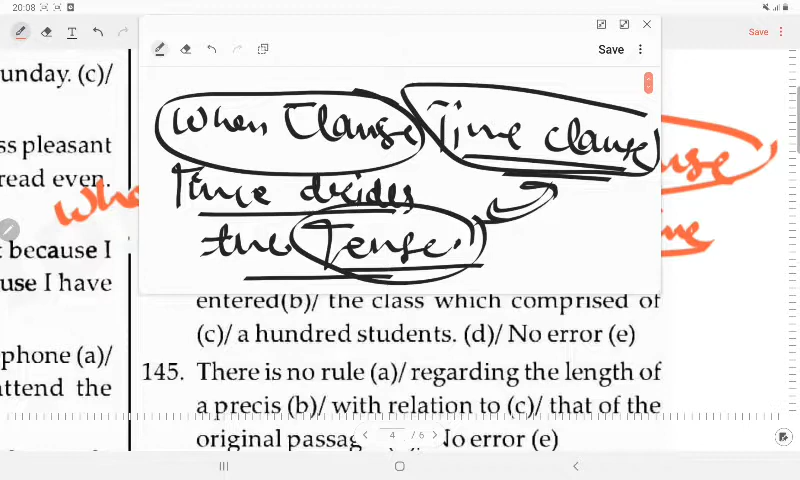 20:08
Save
unday. (c)/
ss pleasant
read even.
t because I
use I have
phone (a)/
attend the
Save
When Clause Time clause
Time decides
the Tense.
entered(b)/ the class which comprised of
(c)/ a hundred students. (d)/ No error (e)
145. There is no rule (a)/ regarding the length of
a precis (b)/ with relation to (c)/ that of the
original passag
No error (e)
4 / 6